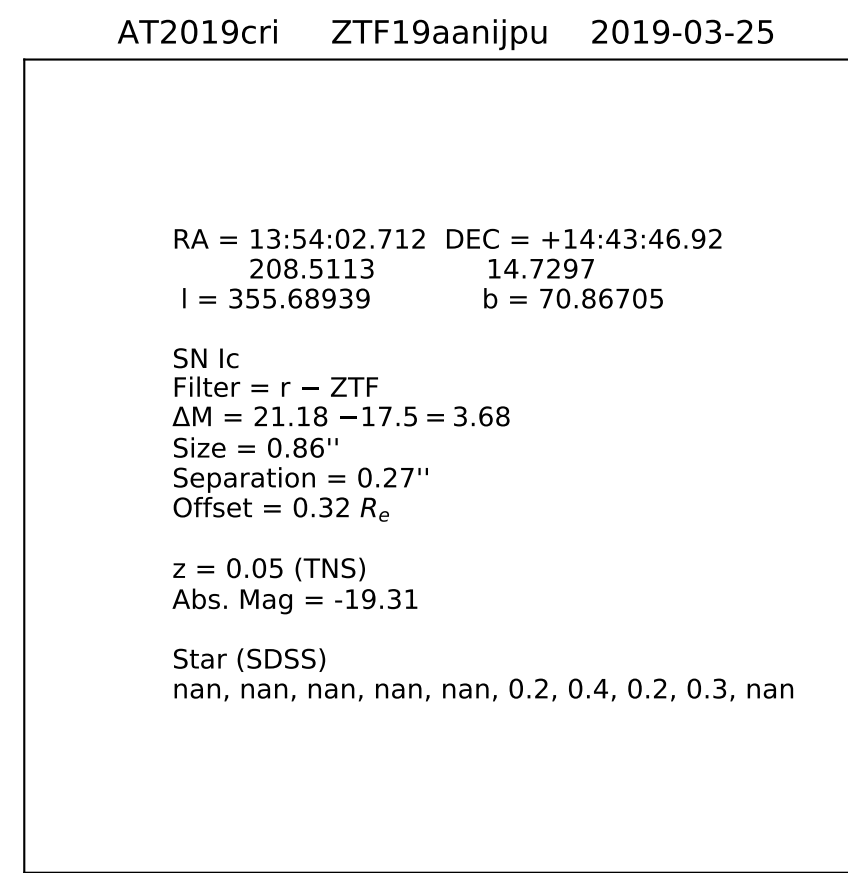 AT2019cri ZTF19aanijpu 2019-03-25
RA = 13:54:02.712 DEC = +14:43:46.92
208.5113 14.7297
l = 355.68939 b = 70.86705
SN Ic
Filter = r − ZTF
ΔM = 21.18 −17.5 = 3.68
Size = 0.86''
Separation = 0.27''
Offset = 0.32 Re
z = 0.05 (TNS)
Abs. Mag = -19.31
Star (SDSS)
nan, nan, nan, nan, nan, 0.2, 0.4, 0.2, 0.3, nan